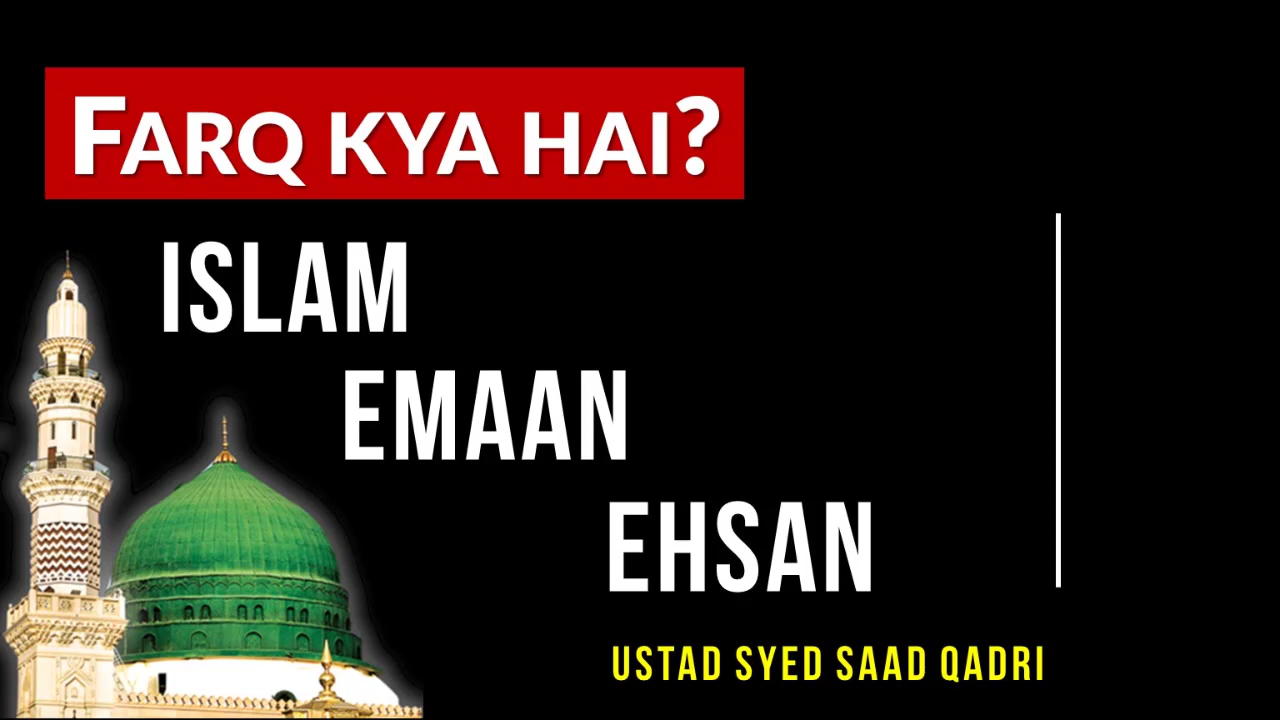 FARQ KYA HAI?
ISLAM
EMAAN
EHSAN
USTAD SYED SAAD QADRI